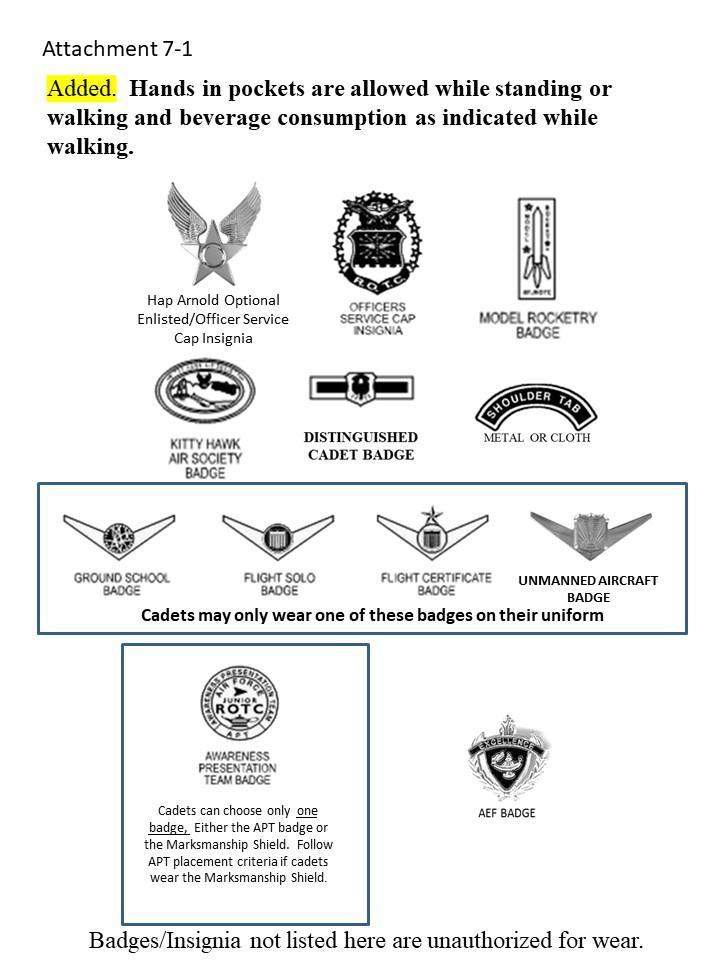 Attachment 7-1
Added. Hands in pockets are allowed while standing or
walking and beverage consumption as indicated while
walking.
Hap Arnold Optional
Enlisted/Officer Service
Cap Insignia
R.O.T.C.
OFFICERS
SERVICE CAP
INSIGNIA
MODEL ROCKETRY
BADGE
KITTY HAWK
AIR SOCIETY
BADGE
DISTINGUISHED
CADET BADGE
SHOULDER TAB
METAL OR CLOTH
GROUND SCHOOL
BADGE
FLIGHT SOLO
BADGE
FLIGHT CERTIFICATE
BADGE
UNMANNED AIRCRAFT
BADGE
Cadets may only wear one of these badges on their uniform
AWARENESS PRESENTATION TEAM
AIR FORCE
JUNIOR
ROTC
APT
AWARENESS
PRESENTATION
TEAM BADGE
Cadets can choose only one
badge, Either the APT badge or
the Marksmanship Shield. Follow
APT placement criteria if cadets
wear the Marksmanship Shield.
EXCELLENCE
AEF BADGE
Badges/Insignia not listed here are unauthorized for wear.